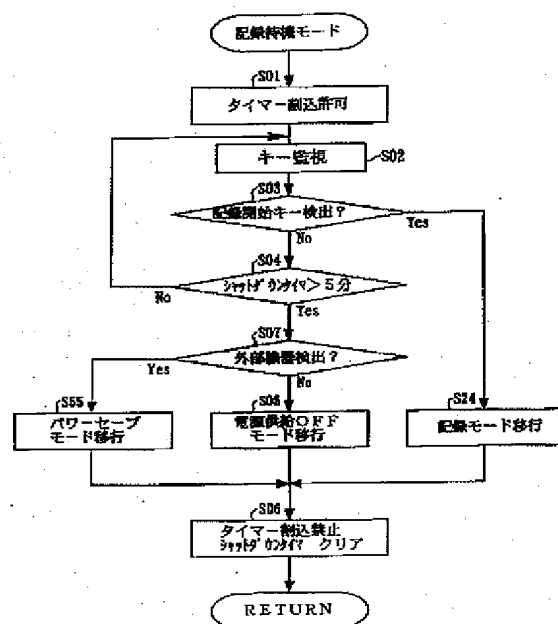 記録待機モード
S01
タイマー割込許可
キー監視
S02
S03
記録開始キー検出？
Yes
No
S04
ｼｬｯﾄﾀﾞｳﾝﾀｲﾏ＞５分
No
Yes
S07
外部機器検出？
Yes
No
S55
パワーセーブ
モード移行
S08
電源供給ＯＦＦ
モード移行
S24
記録モード移行
S06
タイマー割込禁止
ｼｬｯﾄﾀﾞｳﾝﾀｲﾏ クリア
ＲＥＴＵＲＮ